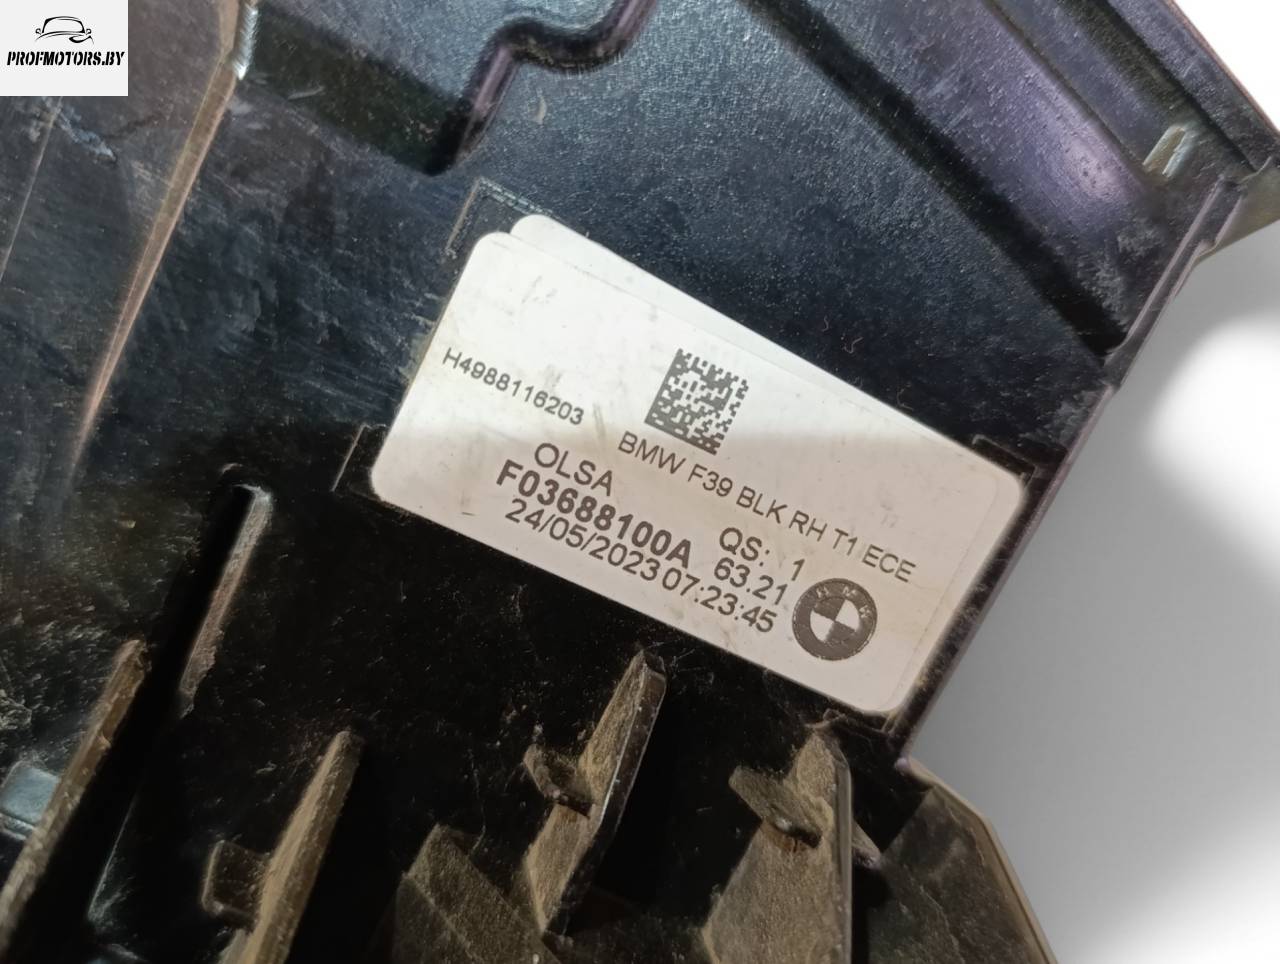 PROFMOTORS.BY
H4988116203
BMW F39 BLK RH T1 ECE
OLSA
QS: 1
F03688100A 63.21
24/05/2023 07:23:45
BMW